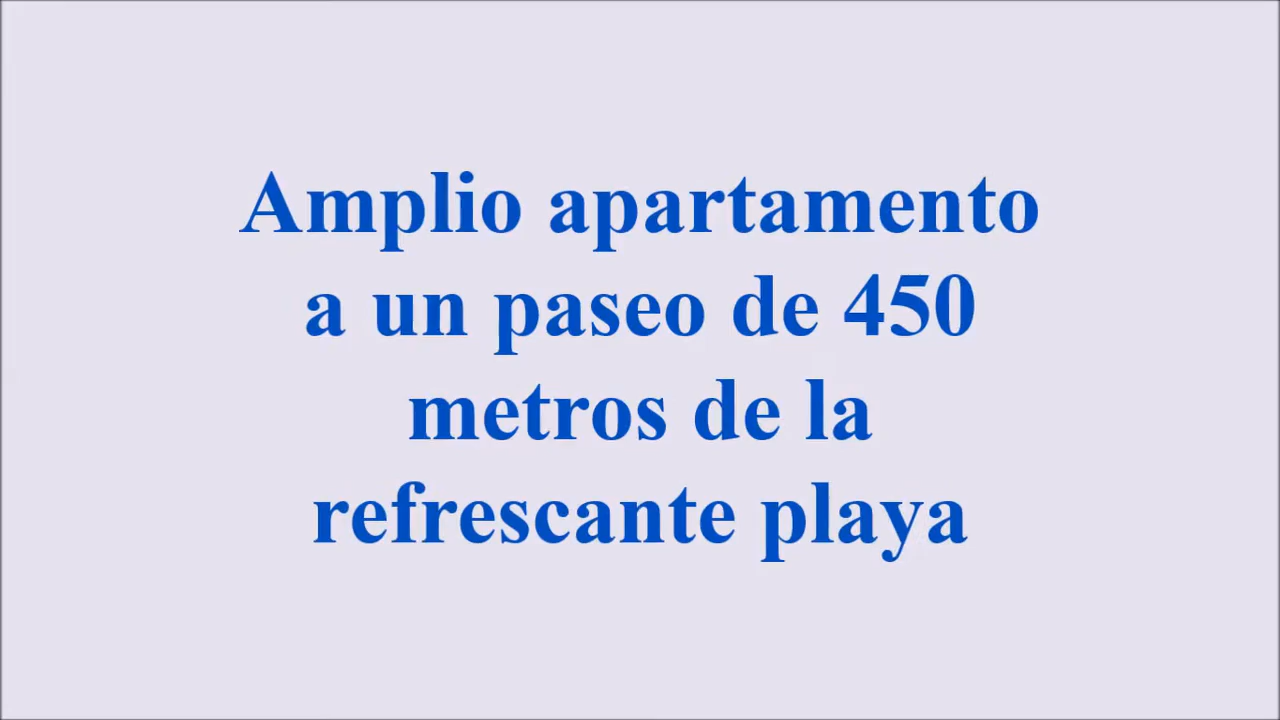 Amplio apartamento
a un paseo de 450
metros de la
refrescante playa